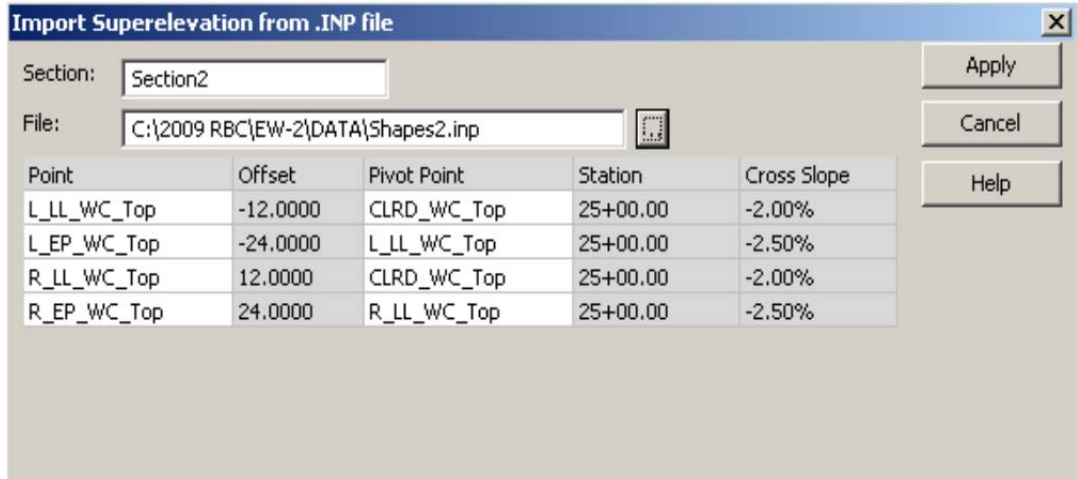 Import Superelevation from .INP file
Section: Section2
Apply
File: C:\2009 RBC\EW-2\DATA\Shapes2.inp
Cancel
Point Offset Pivot Point Station Cross Slope
Help
L_LL_WC_Top -12.0000 CLRD_WC_Top 25+00.00 -2.00%
L_EP_WC_Top -24.0000 L_LL_WC_Top 25+00.00 -2.50%
R_LL_WC_Top 12.0000 CLRD_WC_Top 25+00.00 -2.00%
R_EP_WC_Top 24.0000 R_LL_WC_Top 25+00.00 -2.50%